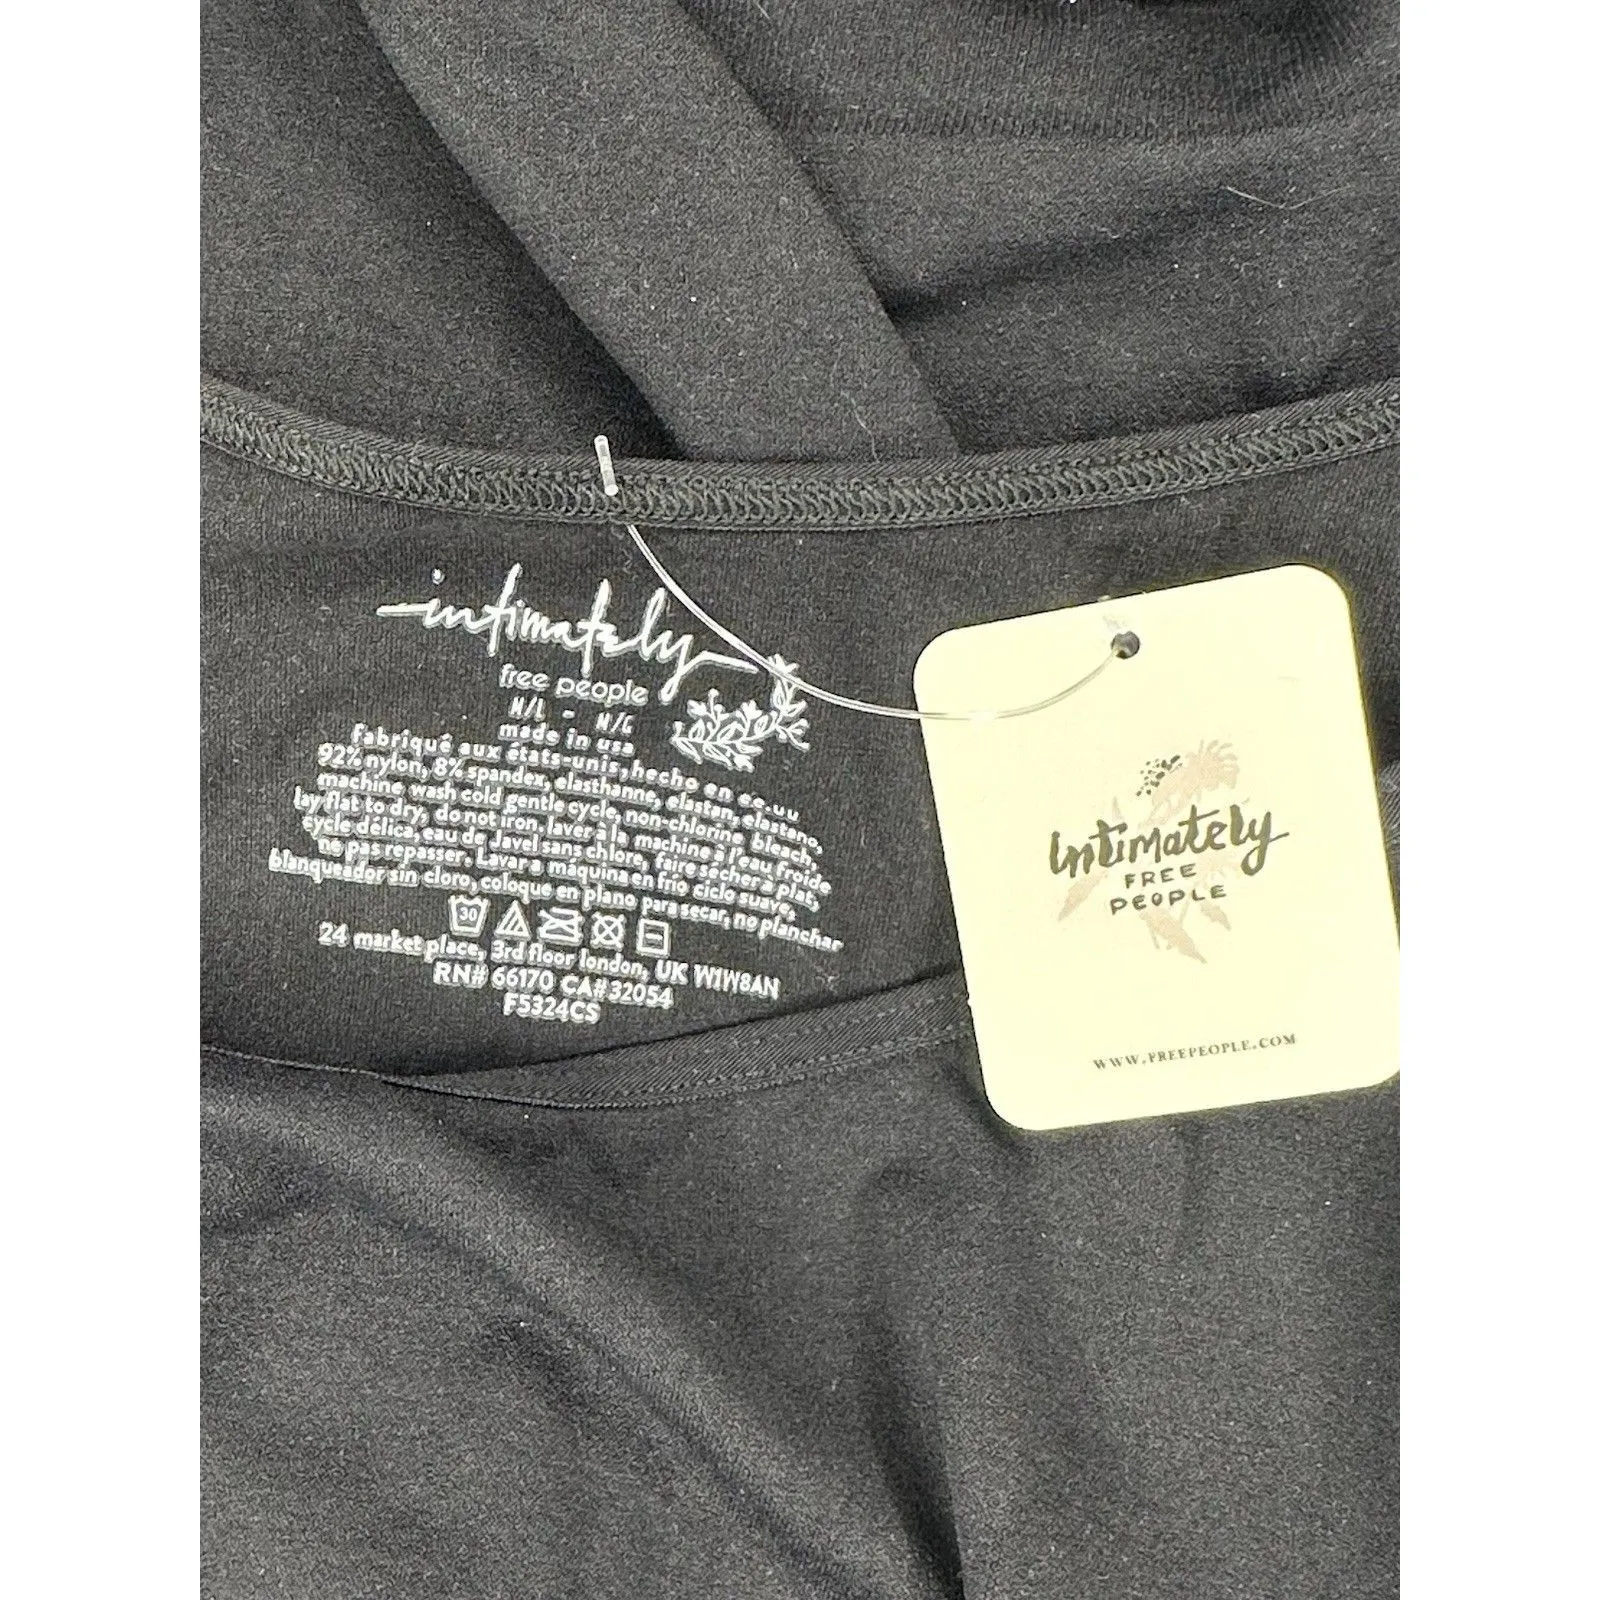 intimately
free people
M/L - M/G
made in usa
fabriqué aux états-unis, hecho en ee.uu
92% nylon, 8% spandex, elasthanne, elastan, elastano,
machine wash cold gentle cycle, non-chlorine bleach,
lay flat to dry, do not iron. laver à la machine à l'eau froide
cycle délica, eau de Javel sans chlore, faire sécher à plat,
ne pas repasser. Lavar a máquina en frio ciclo suave,
blanqueador sin cloro, coloque en plano para secar, no planchar
30
24 market place, 3rd floor london, UK W1W8AN
RN# 66170 CA# 32054
F5324CS
intimately
FREE
PEOPLE
WWW.FREEPEOPLE.COM